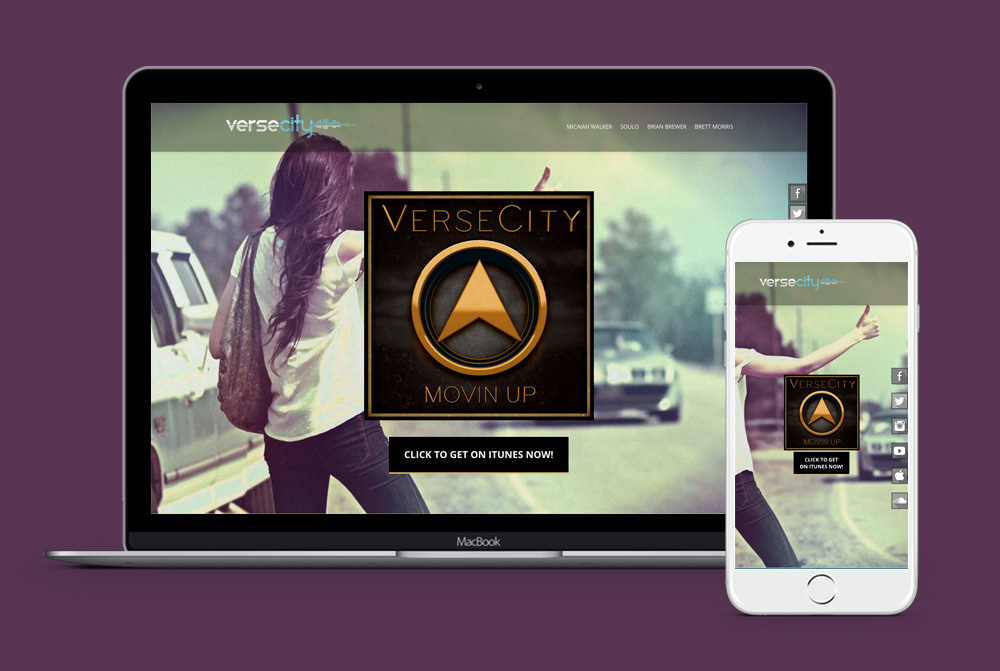 versecity
MICAIAH WALKER SOULO BRIAN BREWER BRETT MORRIS
VERSECITY
MOVIN UP
CLICK TO GET ON ITUNES NOW!
MacBook
versecity
VERSECITY
MOVIN UP
CLICK TO GET
ON ITUNES NOW!